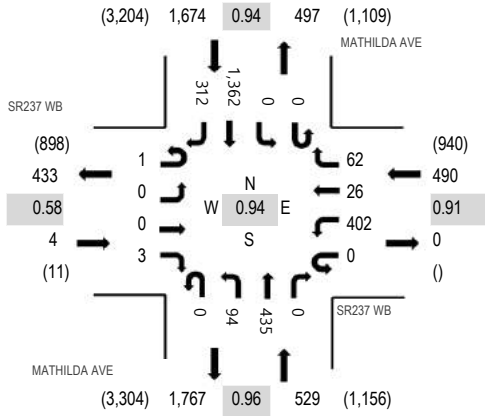 (3,204) 1,674 0.94 497 (1,109)
MATHILDA AVE
312 1,362 0 0
SR237 WB
(898)
433
0.58
4
(11)
1
0
0
3
N
W 0.94 E
S
62
26
402
0
(940)
490
0.91
0
()
0 94 435 0
SR237 WB
MATHILDA AVE
(3,304) 1,767 0.96 529 (1,156)